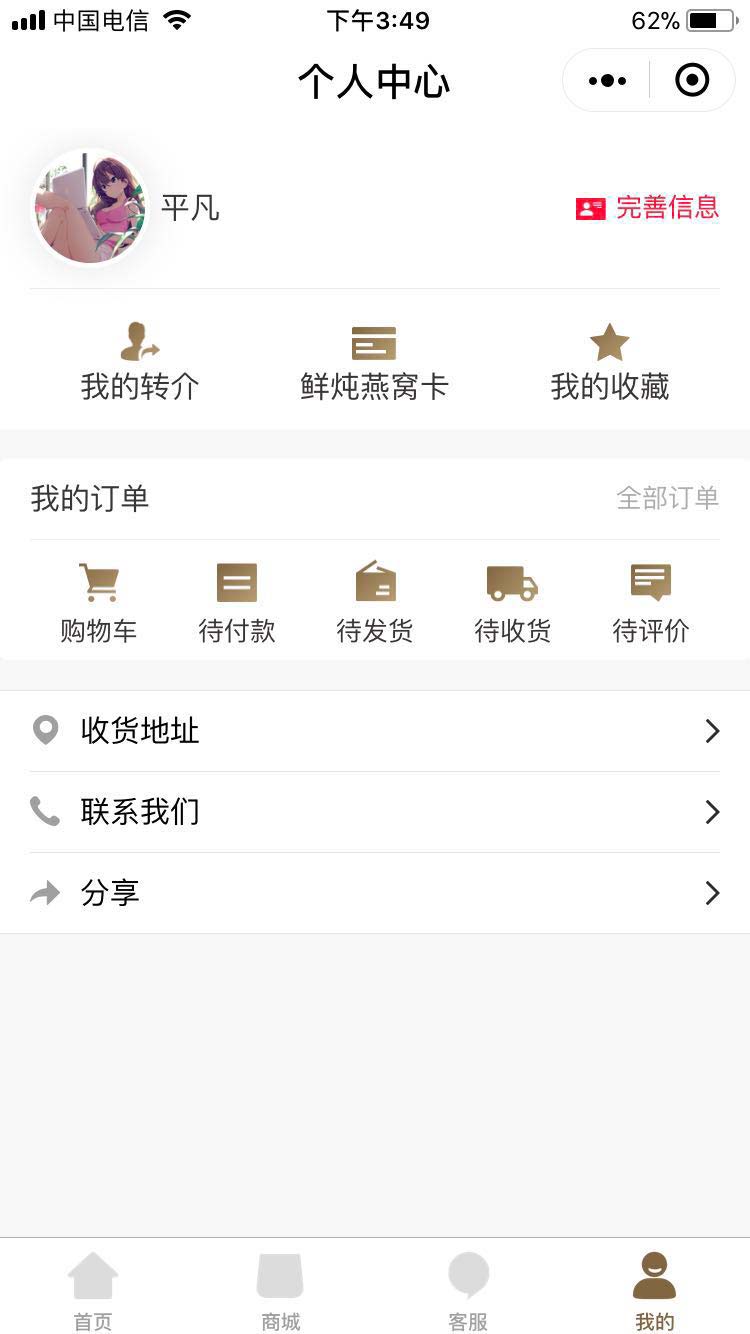 中国电信 下午3:49 62%
个人中心
平凡 完善信息
我的转介 鲜炖燕窝卡 我的收藏
我的订单 全部订单
购物车 待付款 待发货 待收货 待评价
收货地址
联系我们
分享
首页 商城 客服 我的